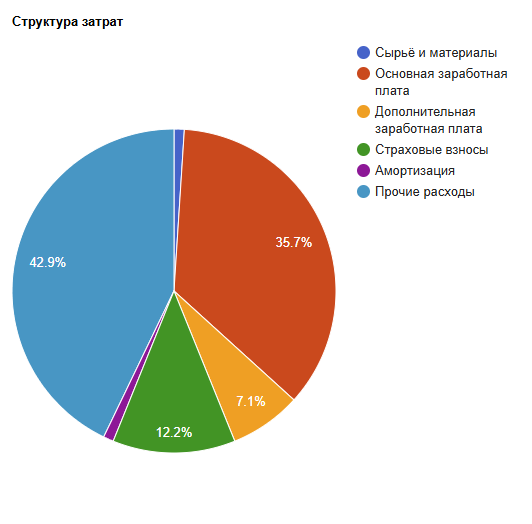 Структура затрат
Сырьё и материалы
Основная заработная
плата
Дополнительная
заработная плата
Страховые взносы
Амортизация
Прочие расходы
35.7%
42.9%
7.1%
12.2%